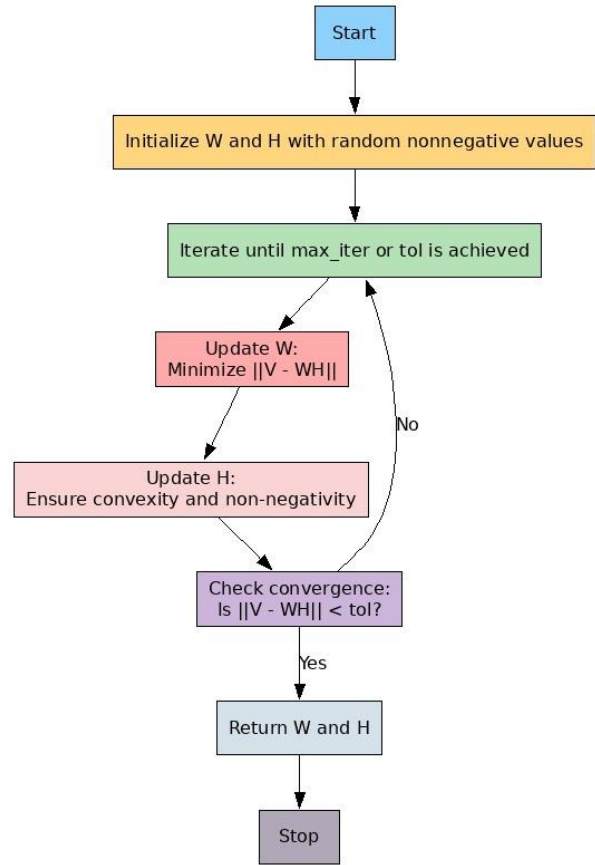 Start
Initialize W and H with random nonnegative values
Iterate until max_iter or tol is achieved
Update W:
Minimize ||V - WH||
No
Update H:
Ensure convexity and non-negativity
Check convergence:
Is ||V - WH|| < tol?
Yes
Return W and H
Stop